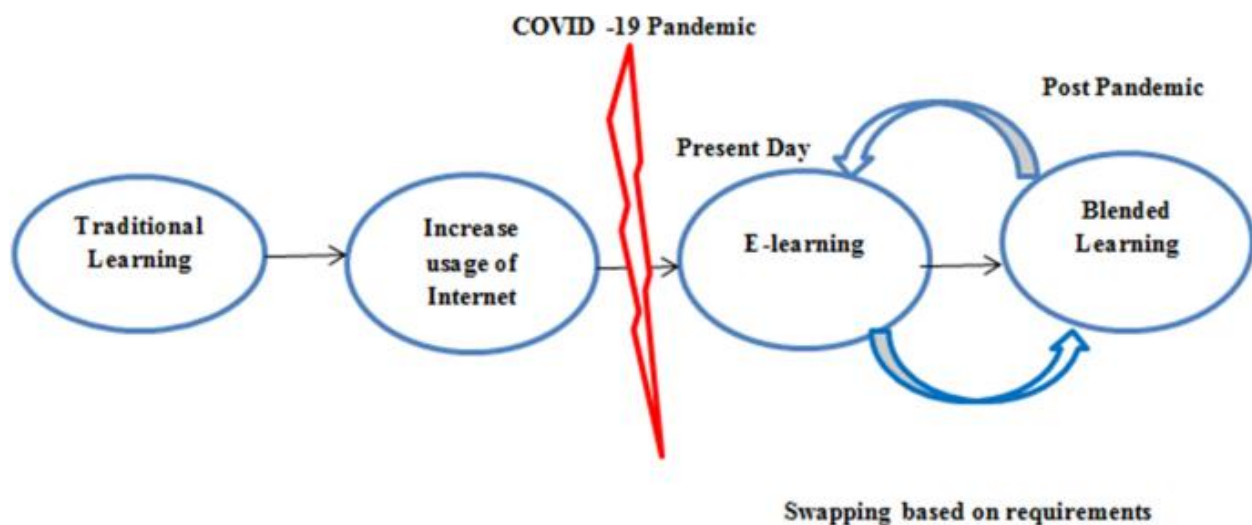 COVID -19 Pandemic
Post Pandemic
Present Day
Traditional
Learning
Increase
usage of
Internet
E-learning
Blended
Learning
Swapping based on requirements